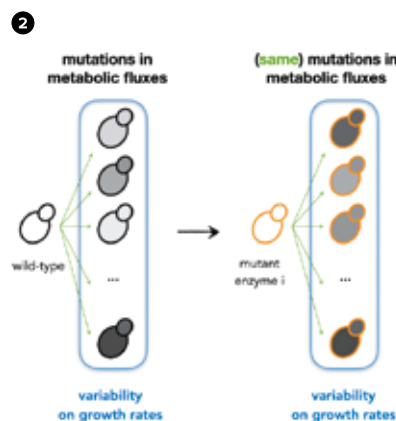 2
mutations in
metabolic fluxes
(same) mutations in
metabolic fluxes
wild-type
...
mutant
enzyme i
...
variability
on growth rates
variability
on growth rates